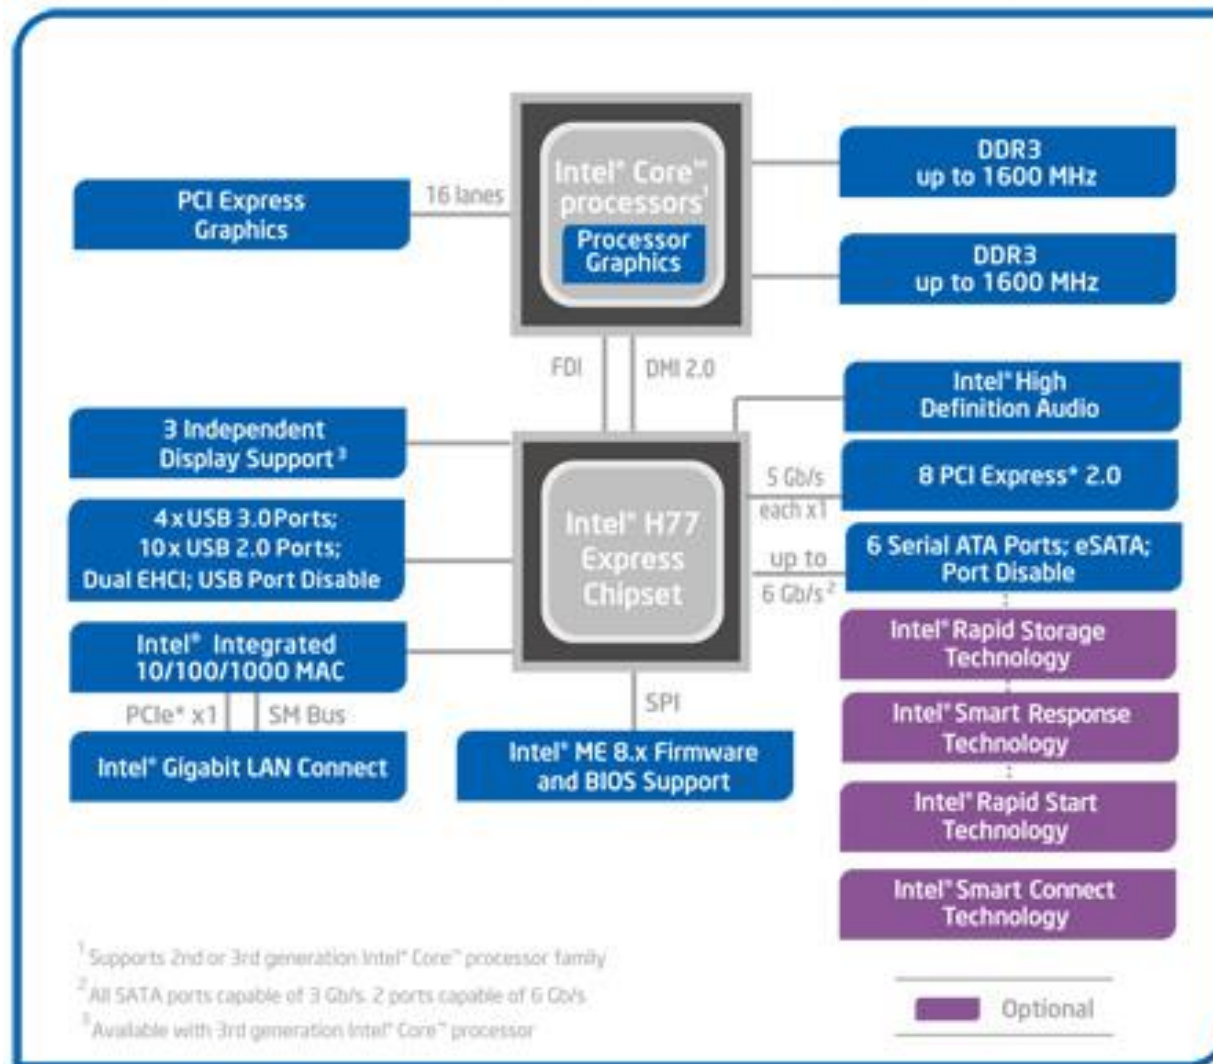 PCI Express
Graphics
16 lanes
Intel® Core™
processors¹
Processor
Graphics
DDR3
up to 1600 MHz
DDR3
up to 1600 MHz
FDI
DMI 2.0
Intel® High
Definition Audio
3 Independent
Display Support³
5 Gb/s
each x1
8 PCI Express* 2.0
4 x USB 3.0 Ports;
10 x USB 2.0 Ports;
Dual EHCI; USB Port Disable
Intel® H77
Express
Chipset
up to
6 Gb/s²
6 Serial ATA Ports; eSATA;
Port Disable
Intel® Integrated
10/100/1000 MAC
Intel® Rapid Storage
Technology
PCIe* x1
SM Bus
SPI
Intel® Smart Response
Technology
Intel® Gigabit LAN Connect
Intel® ME 8.x Firmware
and BIOS Support
Intel® Rapid Start
Technology
Intel® Smart Connect
Technology
¹ Supports 2nd or 3rd generation Intel® Core™ processor family
² All SATA ports capable of 3 Gb/s. 2 ports capable of 6 Gb/s
³ Available with 3rd generation Intel® Core™ processor
Optional